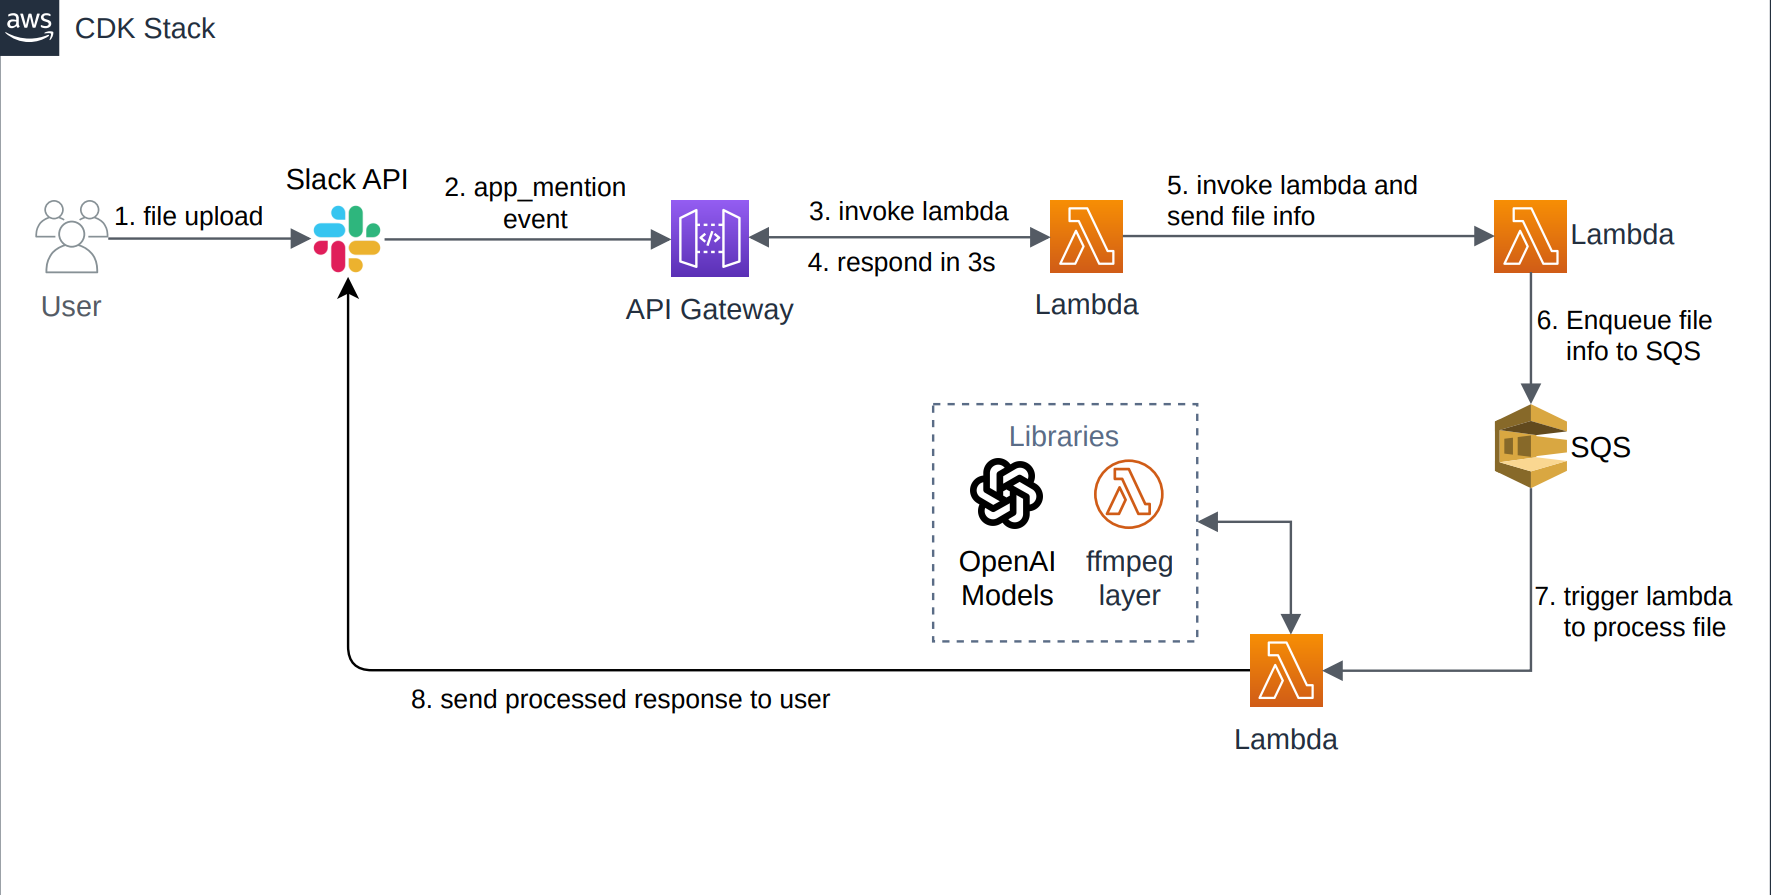 aws
CDK Stack
Slack API
1. file upload
User
2. app_mention
event
API Gateway
3. invoke lambda
4. respond in 3s
Lambda
5. invoke lambda and
send file info
Lambda
6. Enqueue file
info to SQS
SQS
Libraries
OpenAI
Models
ffmpeg
layer
7. trigger lambda
to process file
Lambda
8. send processed response to user